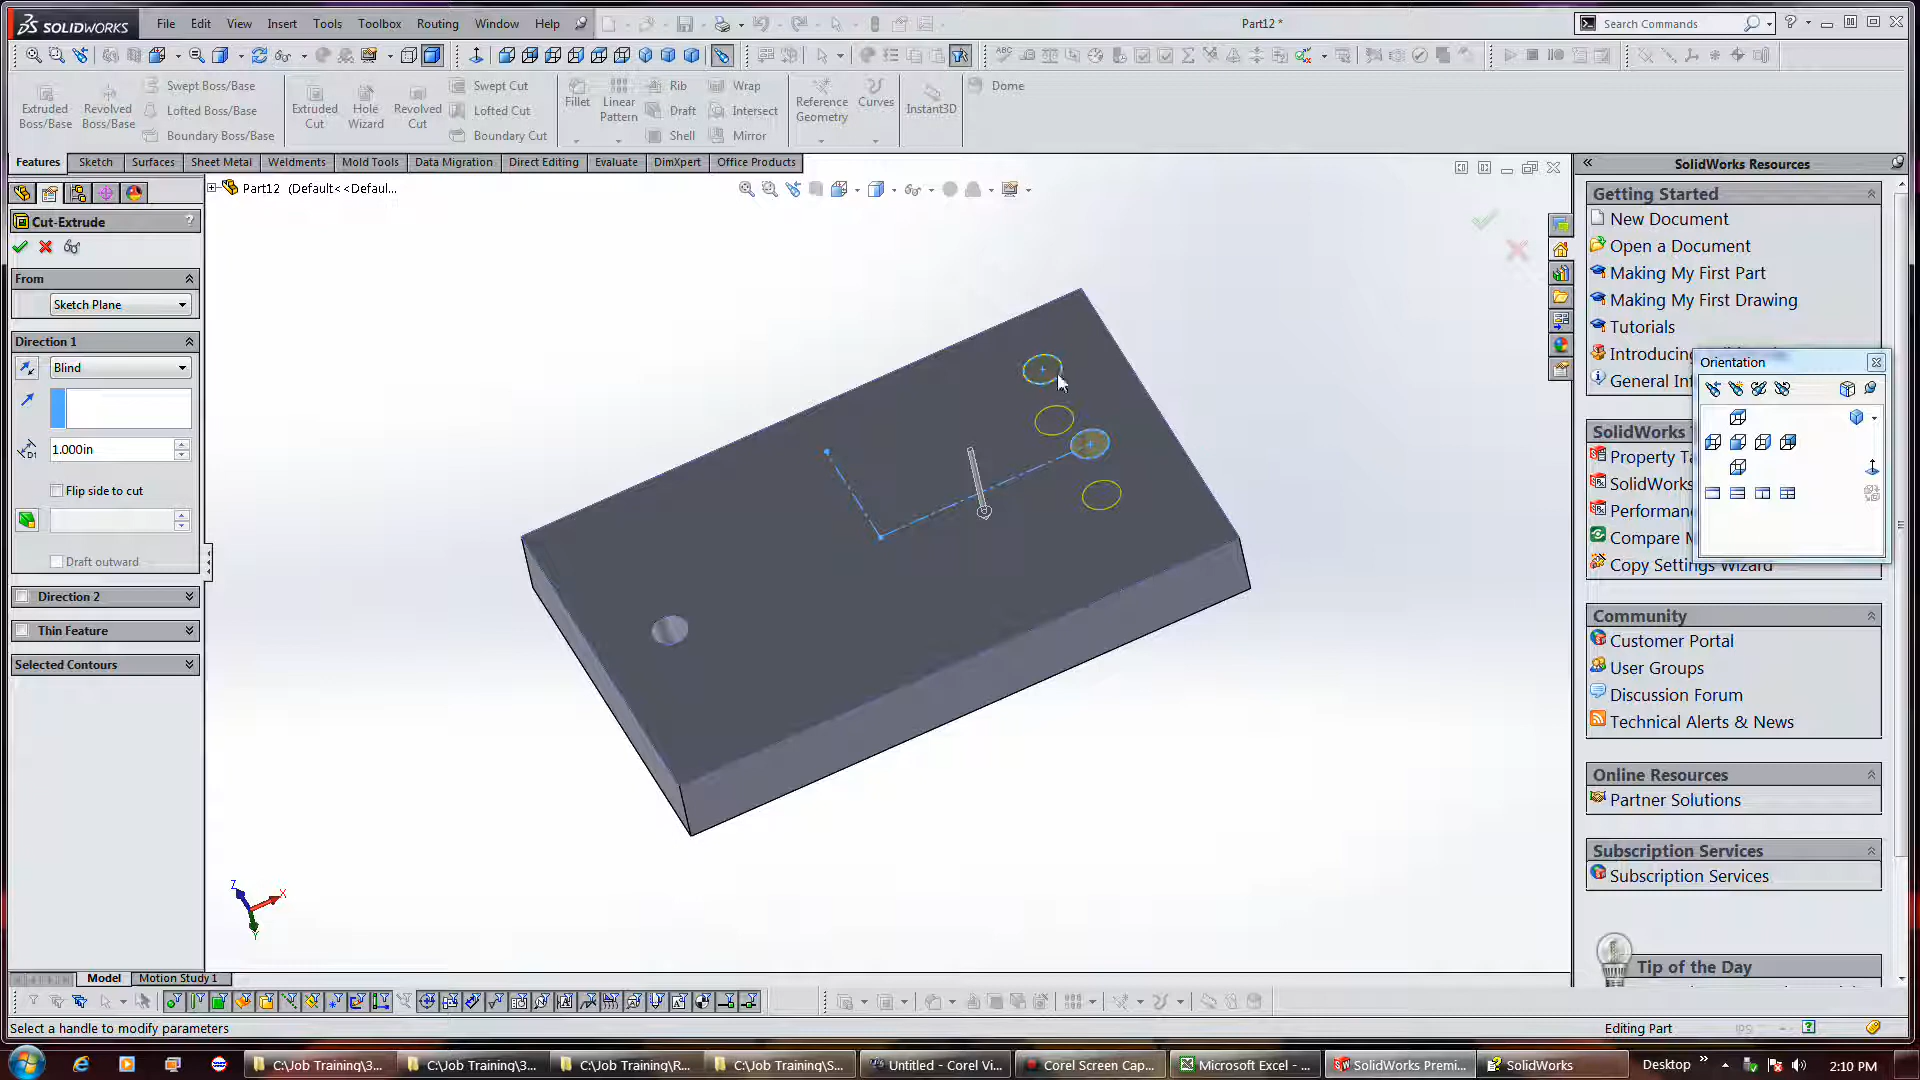 SOLIDWORKS File Edit View Insert Tools Toolbox Routing Window Help Part12 * Search Commands
Extruded Boss/Base
Revolved Boss/Base
Swept Boss/Base
Lofted Boss/Base
Boundary Boss/Base
Extruded Cut
Hole Wizard
Revolved Cut
Swept Cut
Lofted Cut
Boundary Cut
Fillet
Linear Pattern
Rib
Draft
Shell
Wrap
Intersect
Mirror
Reference Geometry
Curves
Instant3D
Dome
Features Sketch Surfaces Sheet Metal Weldments Mold Tools Data Migration Direct Editing Evaluate DimXpert Office Products
Part12 (Default<<Defaul...
Cut-Extrude ?
From
Sketch Plane
Direction 1
Blind
1.000in
Flip side to cut
Draft outward
Direction 2
Thin Feature
Selected Contours
Z X Y
SolidWorks Resources
Getting Started
New Document
Open a Document
Making My First Part
Making My First Drawing
Tutorials
Introducin
General In
Orientation
SolidWorks
Property Ta
SolidWorks
Performan
Compare M
Copy Settings Wizard
Community
Customer Portal
User Groups
Discussion Forum
Technical Alerts & News
Online Resources
Partner Solutions
Subscription Services
Subscription Services
Tip of the Day
Model Motion Study 1
Select a handle to modify parameters Editing Part IPS
C:\Job Training\3... C:\Job Training\3... C:\Job Training\R... C:\Job Training\S... Untitled - Corel Vi... Corel Screen Cap... Microsoft Excel - ... SolidWorks Premi... SolidWorks Desktop 2:10 PM